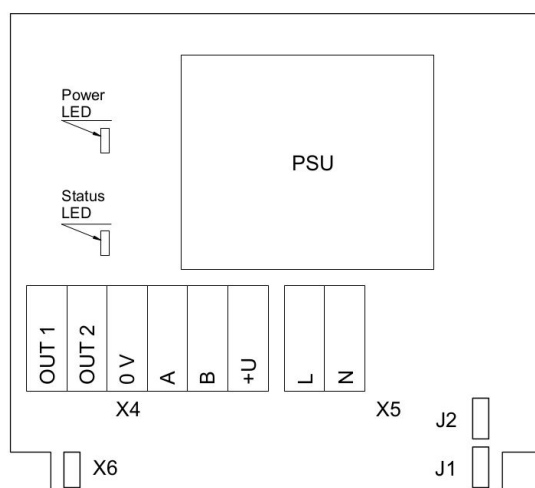 Power
LED
PSU
Status
LED
OUT 1
OUT 2
0 V
A
B
+U
L
N
X4
X5
J2
X6
J1